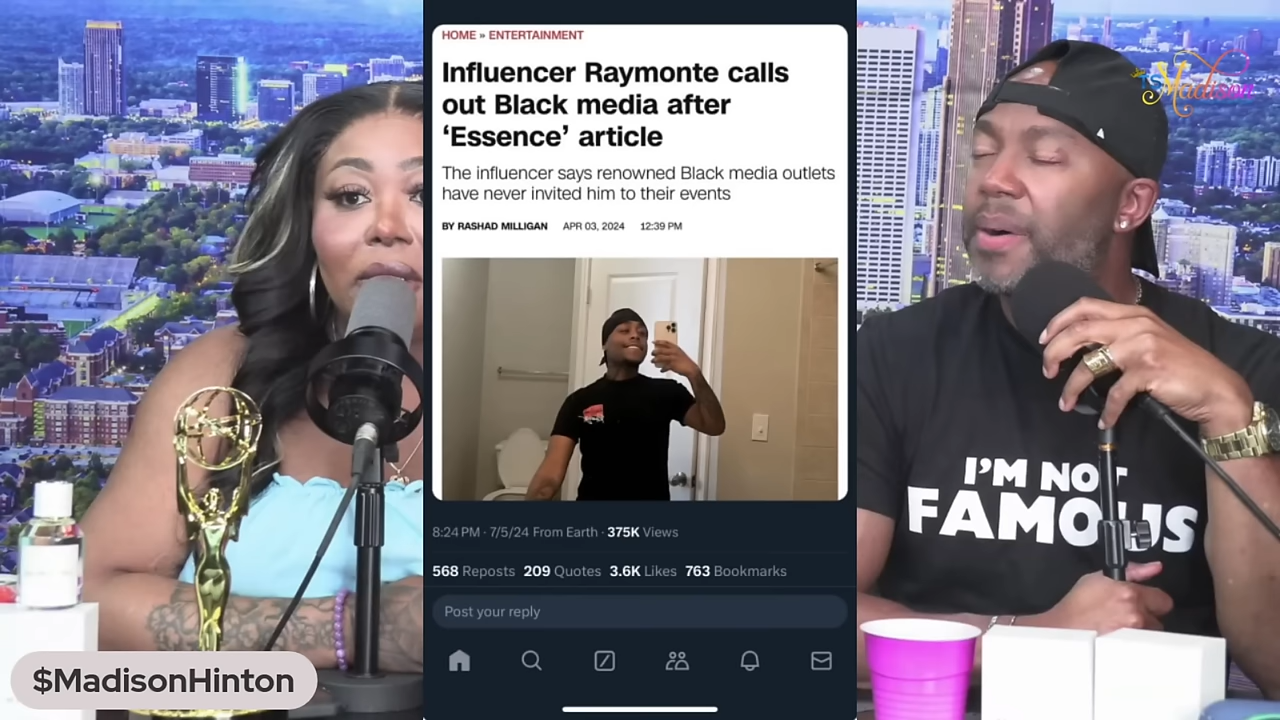 HOME » ENTERTAINMENT
Influencer Raymonte calls
out Black media after
‘Essence’ article
The influencer says renowned Black media outlets
have never invited him to their events
BY RASHAD MILLIGAN APR 03, 2024 12:39 PM
8:24 PM · 7/5/24 From Earth · 375K Views
568 Reposts 209 Quotes 3.6K Likes 763 Bookmarks
Post your reply
$MadisonHinton
TS Madison
I'M NOT
FAMOUS